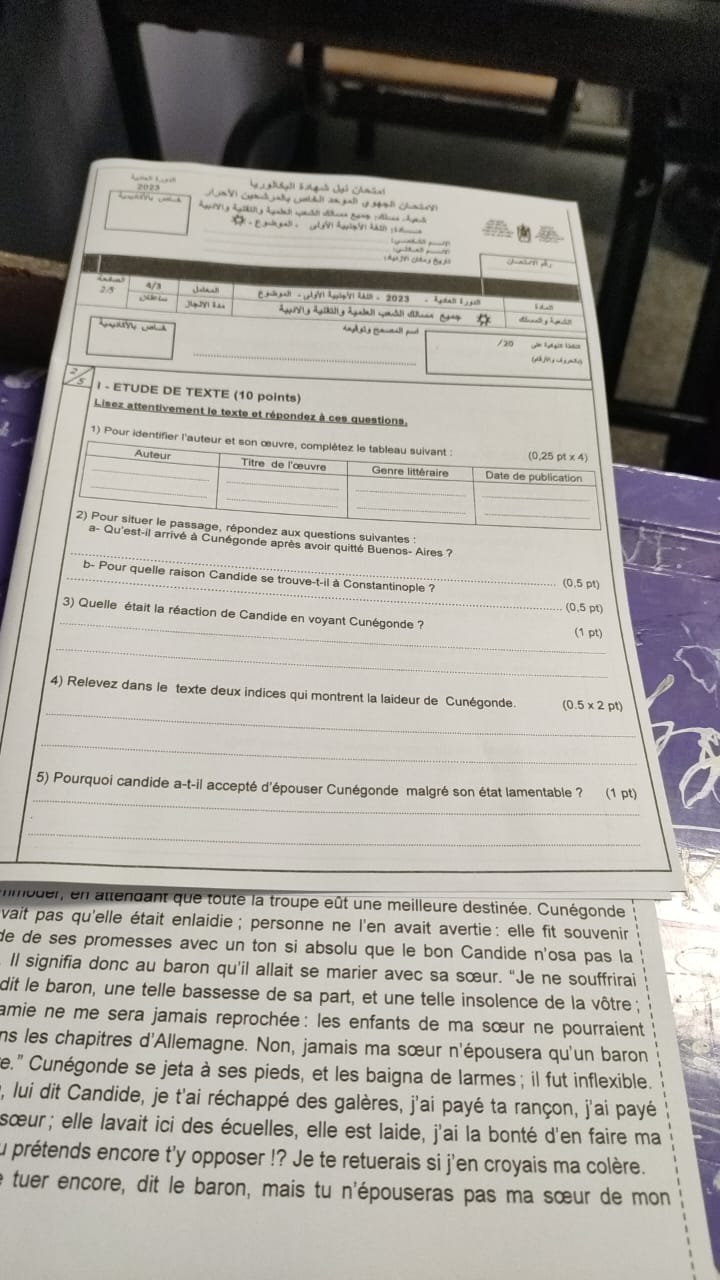 امتحان نيل شهادة البكالوريا
الامتحان الجهوي الموحد الخاص بالمترشحين الأحرار
2023
خاص بالأكاديمية
رقم الامتحان
الصفحة
2/5
4/3
المعامل
الدورة العادية - 2023 - اللغة الأجنبية الأولى - الموضوع
المادة
ساعتان
مدة الإنجاز
جميع مسالك الشعب العلمية والتقنية والأدبية
الشعبة والمسلك
خاص بالأكاديمية
اسم المصحح وتوقيعه
/20
2/5
I - ETUDE DE TEXTE (10 points)
Lisez attentivement le texte et répondez à ces questions.
1) Pour identifier l'auteur et son œuvre, complétez le tableau suivant : (0,25 pt x 4)
Auteur Titre de l'œuvre Genre littéraire Date de publication
2) Pour situer le passage, répondez aux questions suivantes :
a- Qu'est-il arrivé à Cunégonde après avoir quitté Buenos- Aires ?
(0,5 pt)
b- Pour quelle raison Candide se trouve-t-il à Constantinople ?
(0,5 pt)
3) Quelle était la réaction de Candide en voyant Cunégonde ? (1 pt)
4) Relevez dans le texte deux indices qui montrent la laideur de Cunégonde. (0.5 x 2 pt)
5) Pourquoi candide a-t-il accepté d'épouser Cunégonde malgré son état lamentable ? (1 pt)
en attendant que toute la troupe eût une meilleure destinée. Cunégonde
vait pas qu'elle était enlaidie ; personne ne l'en avait avertie : elle fit souvenir
de de ses promesses avec un ton si absolu que le bon Candide n'osa pas la
. Il signifia donc au baron qu'il allait se marier avec sa sœur. "Je ne souffrirai
dit le baron, une telle bassesse de sa part, et une telle insolence de la vôtre ;
amie ne me sera jamais reprochée : les enfants de ma sœur ne pourraient
ns les chapitres d'Allemagne. Non, jamais ma sœur n'épousera qu'un baron
e." Cunégonde se jeta à ses pieds, et les baigna de larmes ; il fut inflexible.
, lui dit Candide, je t'ai réchappé des galères, j'ai payé ta rançon, j'ai payé
sœur ; elle lavait ici des écuelles, elle est laide, j'ai la bonté d'en faire ma
u prétends encore t'y opposer !? Je te retuerais si j'en croyais ma colère.
e tuer encore, dit le baron, mais tu n'épouseras pas ma sœur de mon